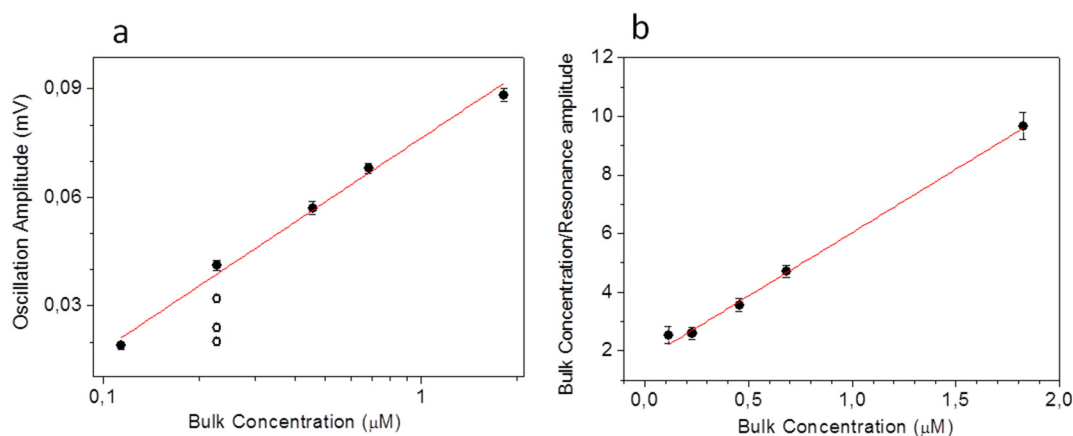 a
Oscillation Amplitude (mV)
0,09
0,06
0,03
0,1
1
Bulk Concentration (μM)
b
Bulk Concentration/Resonance amplitude
12
10
8
6
4
2
0,0 0,5 1,0 1,5 2,0
Bulk Concentration (μM)